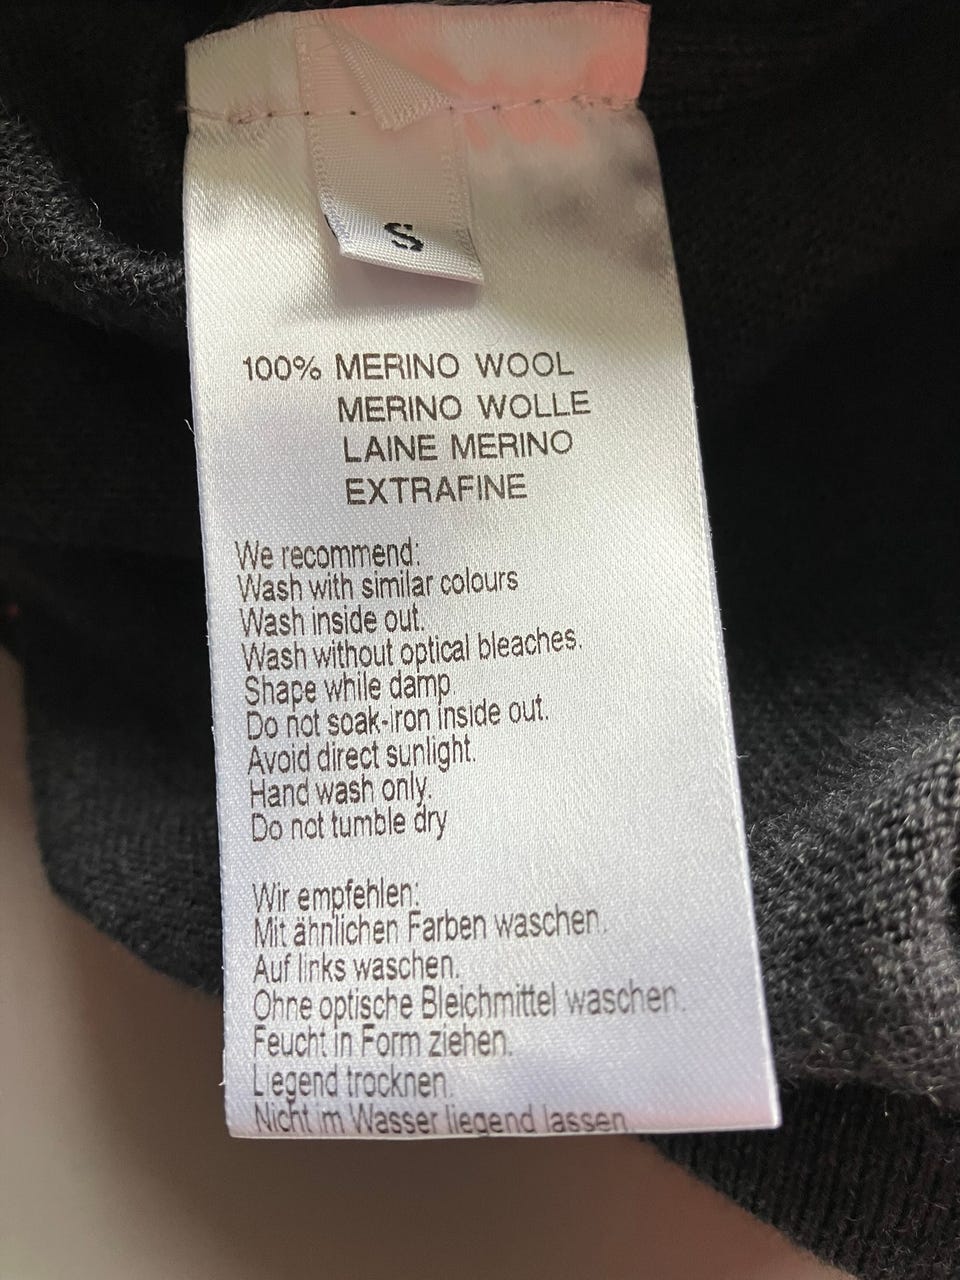 S
100% MERINO WOOL
MERINO WOLLE
LAINE MERINO
EXTRAFINE
We recommend:
Wash with similar colours
Wash inside out.
Wash without optical bleaches.
Shape while damp.
Do not soak-iron inside out.
Avoid direct sunlight.
Hand wash only.
Do not tumble dry
Wir empfehlen:
Mit ähnlichen Farben waschen.
Auf links waschen.
Ohne optische Bleichmittel waschen.
Feucht in Form ziehen.
Liegend trocknen.
Nicht im Wasser liegend lassen.